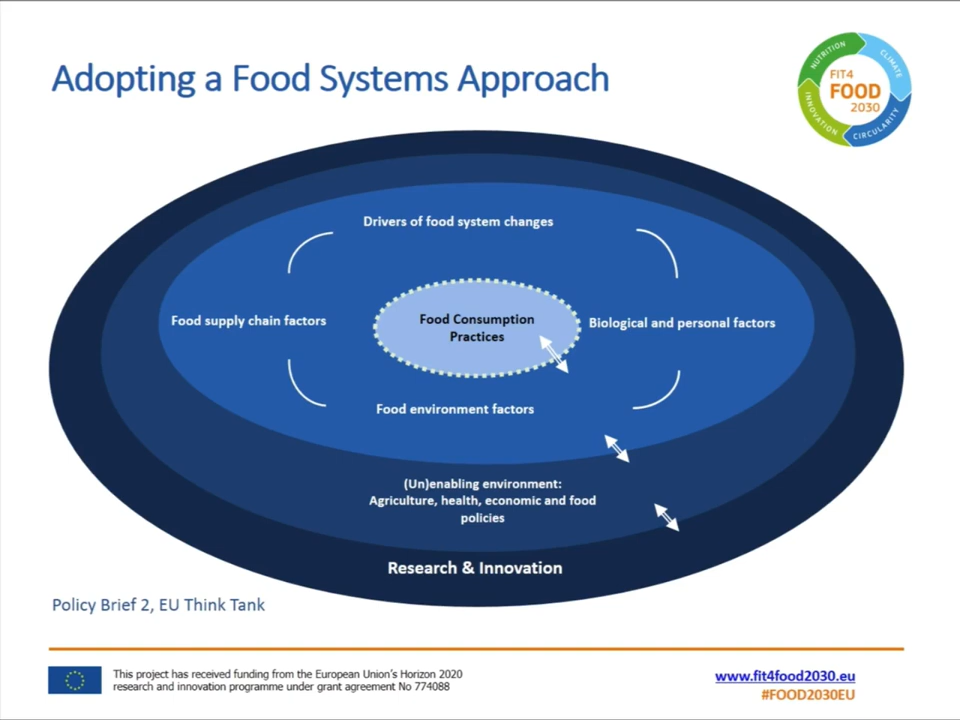 Adopting a Food Systems Approach
NUTRITION
CLIMATE
FIT4
FOOD
2030
INNOVATION
CIRCULARITY
Drivers of food system changes
Food supply chain factors
Food Consumption
Practices
Biological and personal factors
Food environment factors
(Un)enabling environment:
Agriculture, health, economic and food
policies
Research & Innovation
Policy Brief 2, EU Think Tank
This project has received funding from the European Union's Horizon 2020
research and innovation programme under grant agreement No 774088
www.fit4food2030.eu
#FOOD2030EU